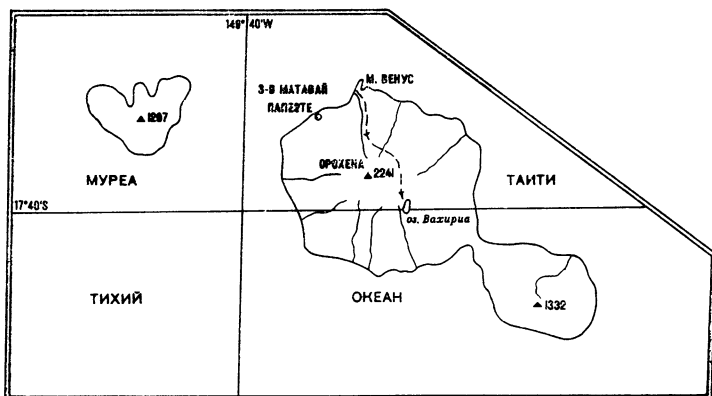 149° 40'W
М. ВЕНУС
З-В МАТАВАЙ
ПАПЕЭТЕ
1207
ОРОХЕНА
2241
МУРЕА
ТАИТИ
17°40'S
оз. Вахириа
ТИХИЙ
ОКЕАН
1332